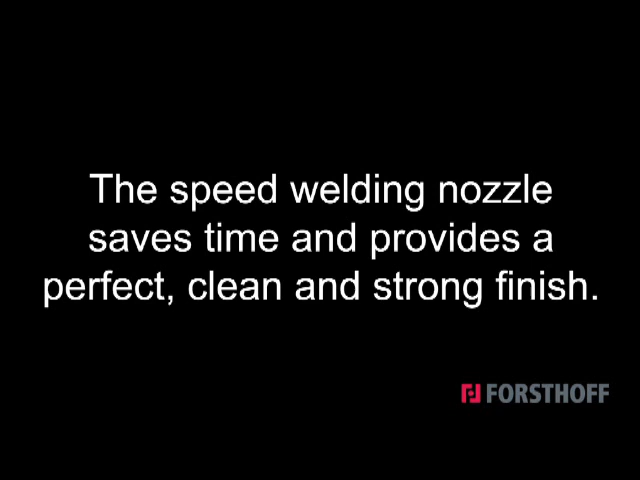 The speed welding nozzle
saves time and provides a
perfect, clean and strong finish.
FORSTHOFF